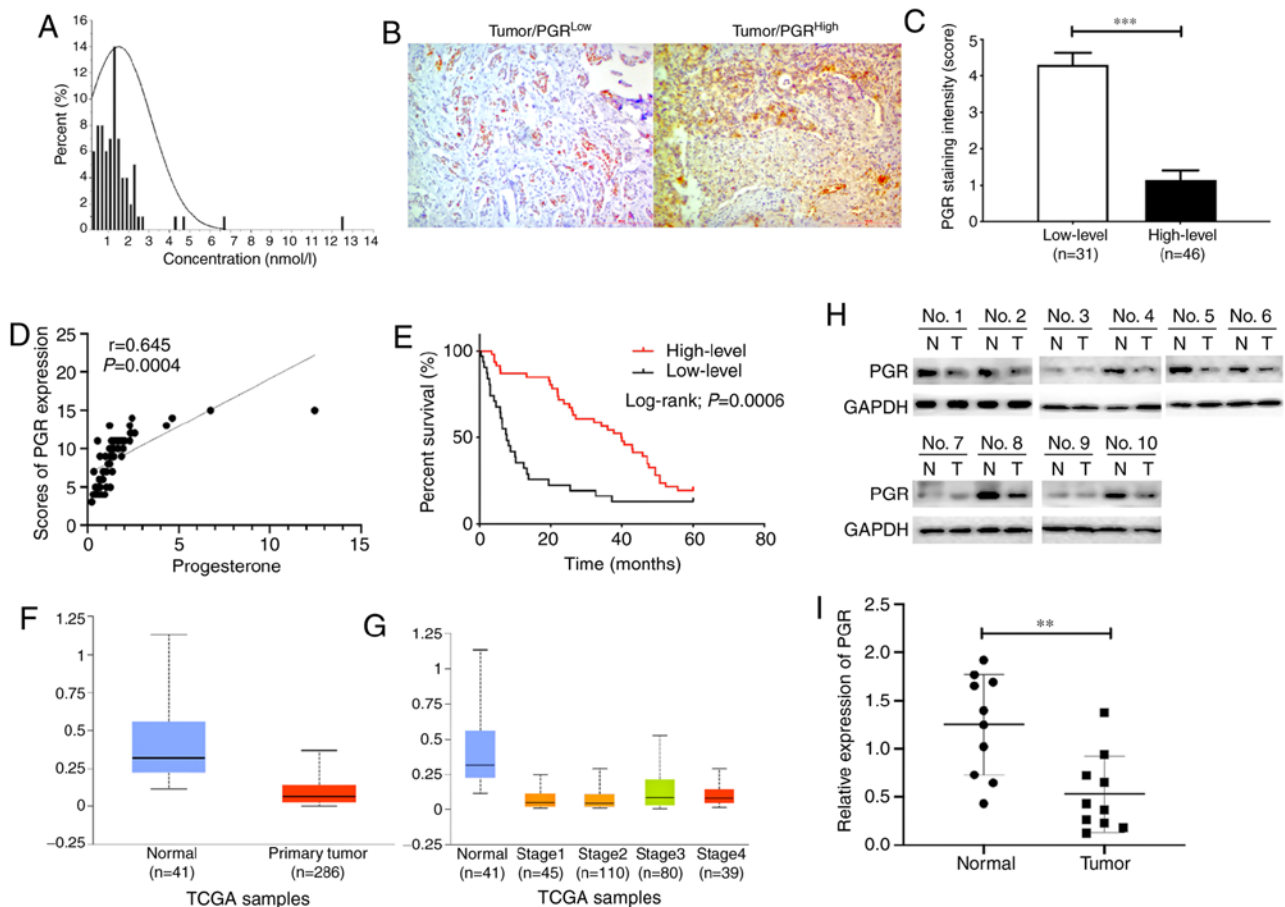 A
16
14
12
10
8
6
4
2
0
Percent (%)
1 2 3 4 5 6 7 8 9 10 11 12 13 14
Concentration (nmol/l)
B
Tumor/PGRLow
Tumor/PGRHigh
C
***
5
4
3
2
1
0
PGR staining intensity (score)
Low-level
(n=31)
High-level
(n=46)
D
r=0.645
P=0.0004
25
20
15
10
5
0
Scores of PGR expression
0 5 10 15
Progesterone
E
100
50
0
Percent survival (%)
High-level
Low-level
Log-rank; P=0.0006
0 20 40 60 80
Time (months)
H
No. 1 No. 2 No. 3 No. 4 No. 5 No. 6
N T N T N T N T N T N T
PGR
GAPDH
No. 7 No. 8 No. 9 No. 10
N T N T N T N T
PGR
GAPDH
F
1.25
1
0.75
0.5
0.25
0
-0.25
Normal
(n=41)
Primary tumor
(n=286)
TCGA samples
G
1.25
1
0.75
0.5
0.25
0
-0.25
Normal Stage1 Stage2 Stage3 Stage4
(n=41) (n=45) (n=110) (n=80) (n=39)
TCGA samples
I
**
2.5
2.0
1.5
1.0
0.5
0.0
Relative expression of PGR
Normal Tumor